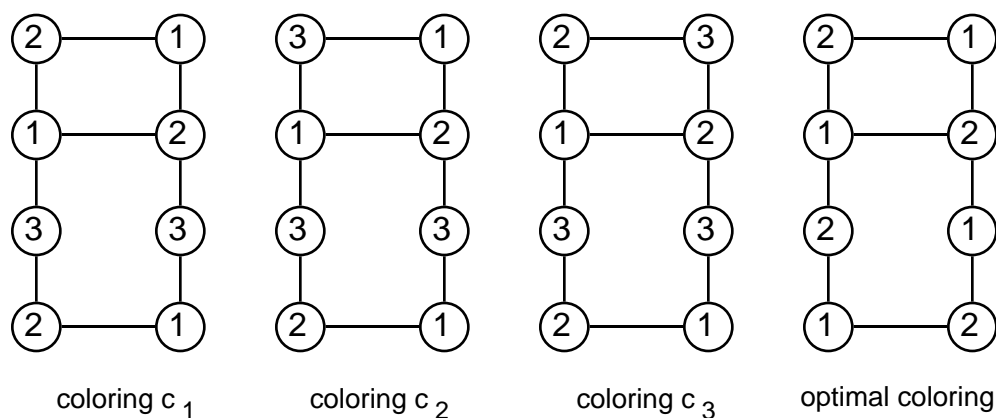 2 1 3 1 2 3 2 1
1 2 1 2 1 2 1 2
3 3 3 3 3 3 2 1
2 1 2 1 2 1 1 2
coloring c 1 coloring c 2 coloring c 3 optimal coloring